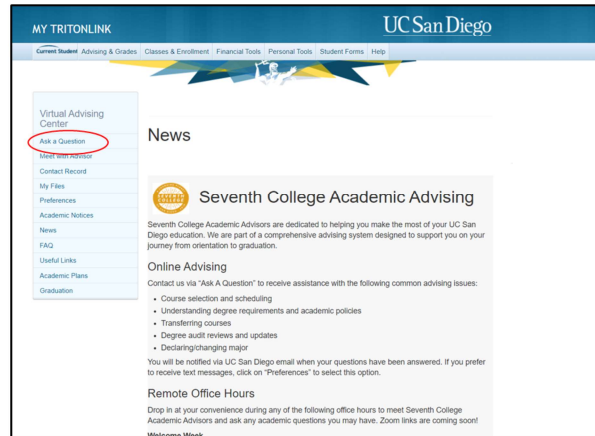 MY TRITONLINK
UC San Diego
Current Student Advising & Grades Classes & Enrollment Financial Tools Personal Tools Student Forms Help
Virtual Advising
Center
Ask a Question
Meet with Advisor
Contact Record
My Files
Preferences
Academic Notices
News
FAQ
Useful Links
Academic Plans
Graduation
News
SEVENTH
COLLEGE
Seventh College Academic Advising
Seventh College Academic Advisors are dedicated to helping you make the most of your UC San
Diego education. We are part of a comprehensive advising system designed to support you on your
journey from orientation to graduation.
Online Advising
Contact us via "Ask A Question" to receive assistance with the following common advising issues:
• Course selection and scheduling
• Understanding degree requirements and academic policies
• Transferring courses
• Degree audit reviews and updates
• Declaring/changing major
You will be notified via UC San Diego email when your questions have been answered. If you prefer
to receive text messages, click on "Preferences" to select this option.
Remote Office Hours
Drop in at your convenience during any of the following office hours to meet Seventh College
Academic Advisors and ask any academic questions you may have. Zoom links are coming soon!
Welcome Week